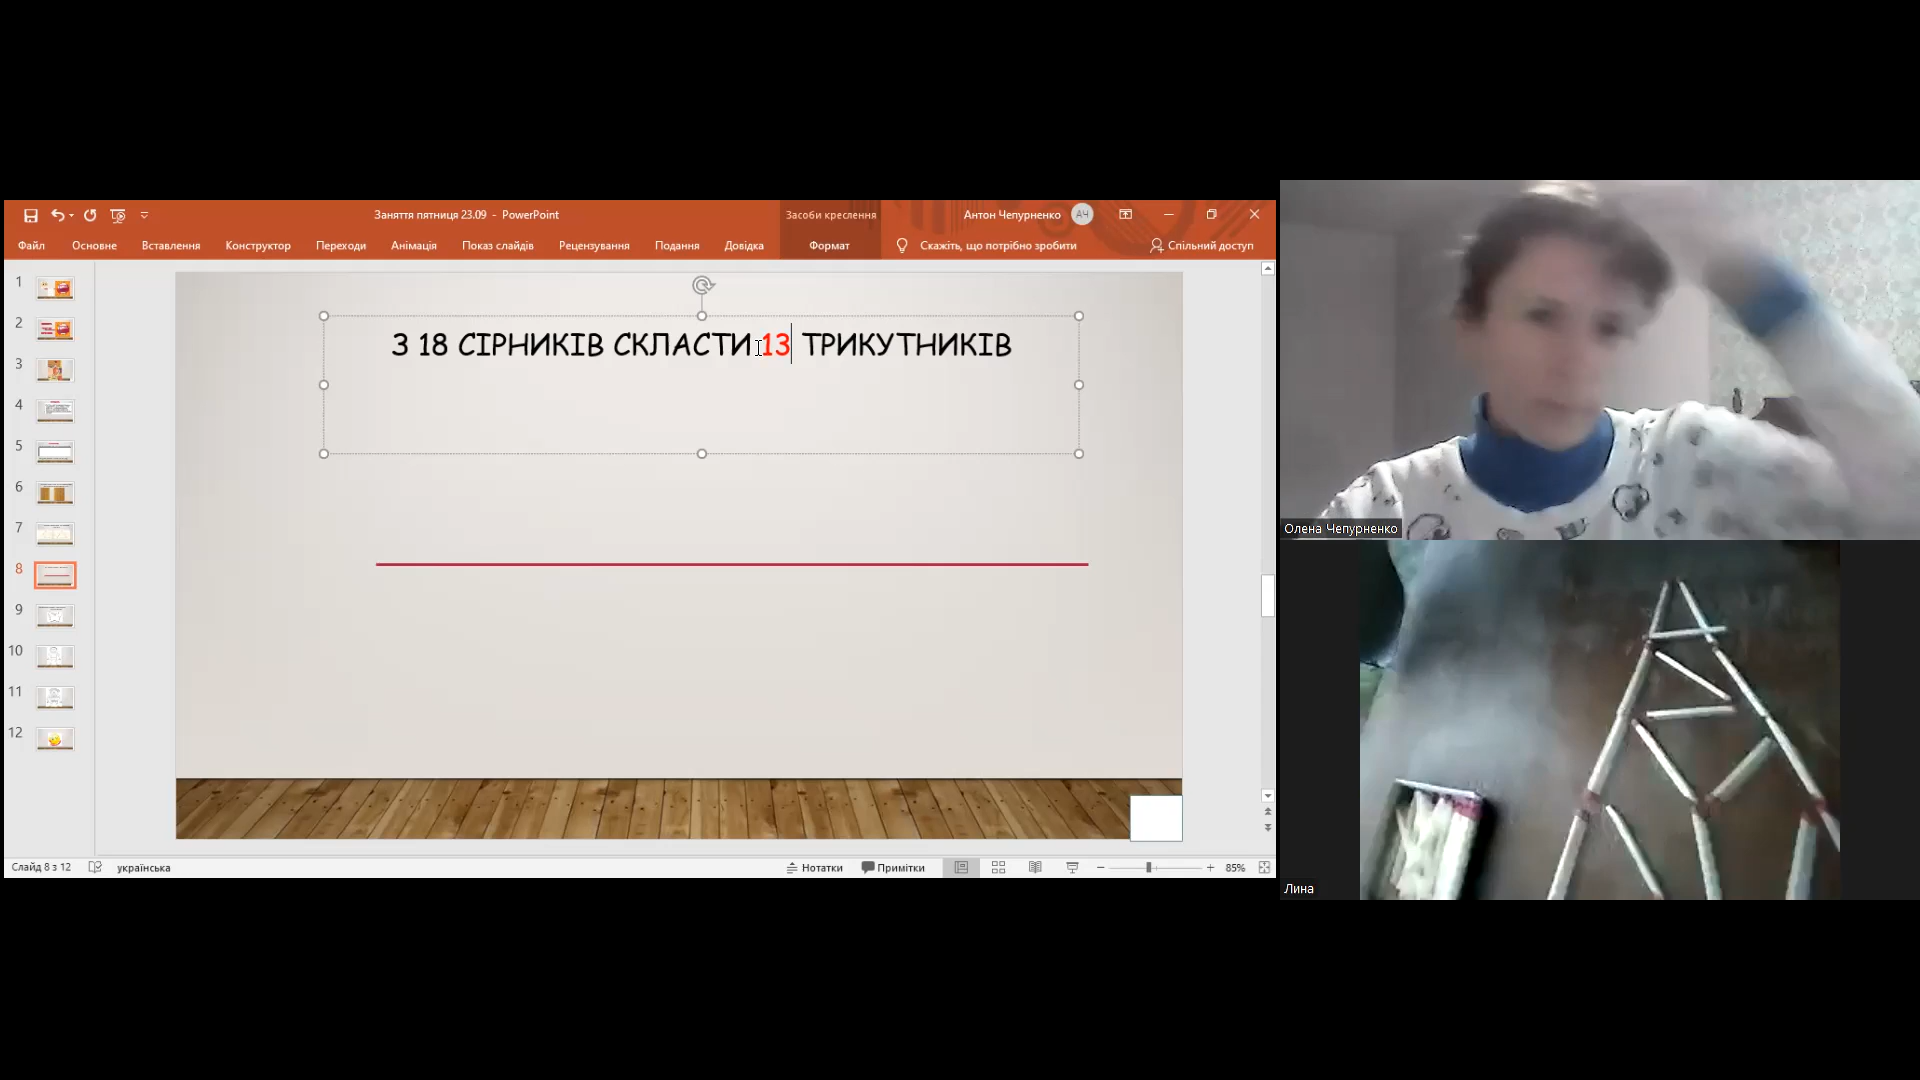 Заняття пятниця 23.09 - PowerPoint
Засоби креслення
Антон Чепурненко
АЧ
Файл
Основне
Вставлення
Конструктор
Переходи
Анімація
Показ слайдів
Рецензування
Подання
Довідка
Формат
Скажіть, що потрібно зробити
Спільний доступ
1
2
3
4
5
6
7
8
9
10
11
12
З 18 СІРНИКІВ СКЛАСТИ 13 ТРИКУТНИКІВ
Слайд 8 з 12
українська
Нотатки
Примітки
85%
Олена Чепурненко
Лина